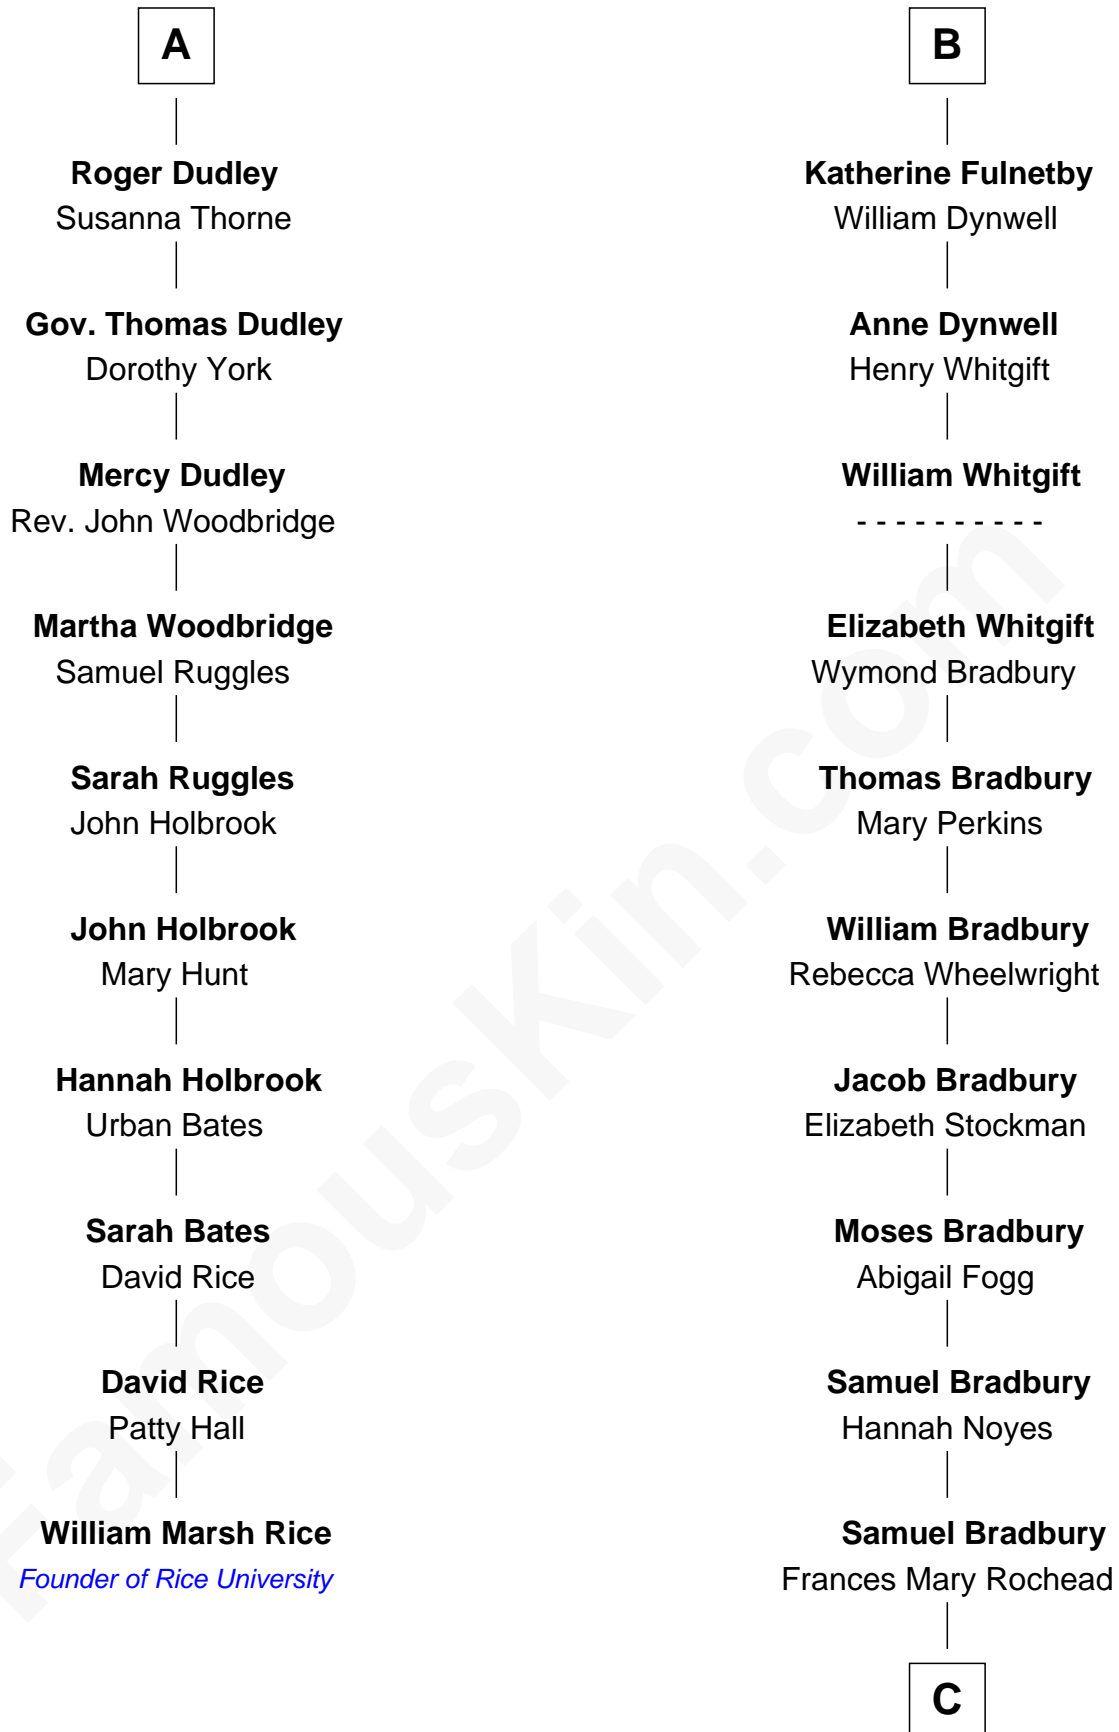 A
Roger Dudley
Susanna Thorne
Gov. Thomas Dudley
Dorothy York
Mercy Dudley
Rev. John Woodbridge
Martha Woodbridge
Samuel Ruggles
Sarah Ruggles
John Holbrook
John Holbrook
Mary Hunt
Hannah Holbrook
Urban Bates
Sarah Bates
David Rice
David Rice
Patty Hall
William Marsh Rice
Founder of Rice University
B
Katherine Fulnetby
William Dynwell
Anne Dynwell
Henry Whitgift
William Whitgift
- - - - - - - - - -
Elizabeth Whitgift
Wymond Bradbury
Thomas Bradbury
Mary Perkins
William Bradbury
Rebecca Wheelwright
Jacob Bradbury
Elizabeth Stockman
Moses Bradbury
Abigail Fogg
Samuel Bradbury
Hannah Noyes
Samuel Bradbury
Frances Mary Rochead
C
FamousKin.com